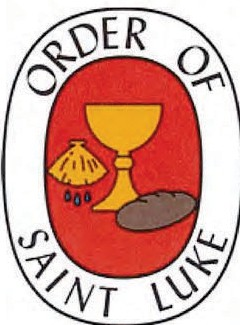 ORDER OF
SAINT LUKE